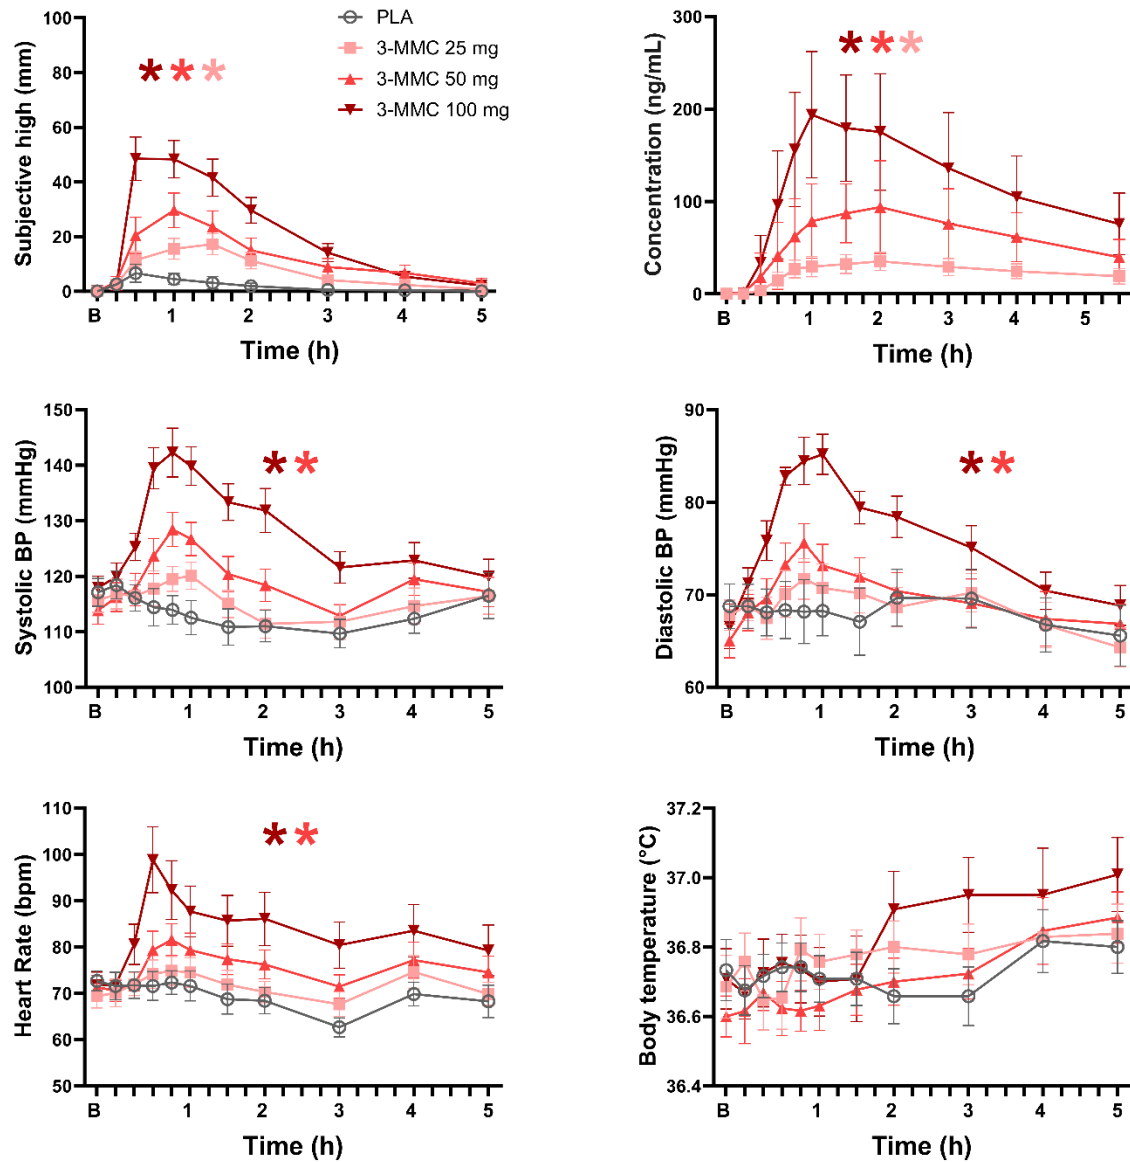 PLA
3-MMC 25 mg
3-MMC 50 mg
3-MMC 100 mg
Subjective high (mm)
100
80
60
40
20
0
B 1 2 3 4 5
Time (h)
Concentration (ng/mL)
300
200
100
0
B 1 2 3 4 5
Time (h)
Systolic BP (mmHg)
150
140
130
120
110
100
B 1 2 3 4 5
Time (h)
Diastolic BP (mmHg)
90
80
70
60
B 1 2 3 4 5
Time (h)
Heart Rate (bpm)
110
100
90
80
70
60
50
B 1 2 3 4 5
Time (h)
Body temperature (°C)
37.2
37.0
36.8
36.6
36.4
B 1 2 3 4 5
Time (h)